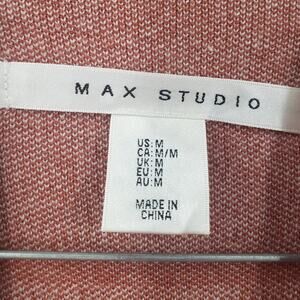 MAX STUDIO
US: M
CA: M/M
UK: M
EU: M
AU: M
MADE IN
CHINA